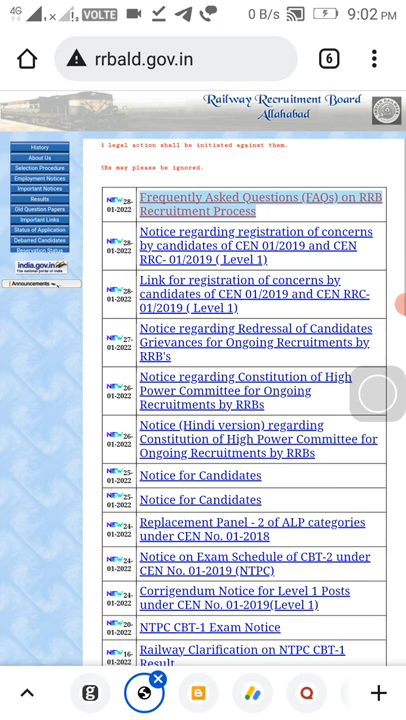 4G VOLTE 0 B/s 9:02 PM
rrbald.gov.in 6
Railway Recruitment Board
Allahabad
History
About Us
Selection Procedure
Employment Notices
Important Notices
Results
Old Question Papers
Important Links
Status of Application
Debarred Candidates
Reservation Status
india.gov.in
The national portal of India
Announcements
legal action shall be initiated against them.
may please be ignored.
NEW 28-01-2022 Frequently Asked Questions (FAQs) on RRB
Recruitment Process
NEW 28-01-2022 Notice regarding registration of concerns
by candidates of CEN 01/2019 and CEN
RRC- 01/2019 ( Level 1)
NEW 28-01-2022 Link for registration of concerns by
candidates of CEN 01/2019 and CEN RRC-
01/2019 ( Level 1)
NEW 27-01-2022 Notice regarding Redressal of Candidates
Grievances for Ongoing Recruitments by
RRB's
NEW 26-01-2022 Notice regarding Constitution of High
Power Committee for Ongoing
Recruitments by RRBs
NEW 26-01-2022 Notice (Hindi version) regarding
Constitution of High Power Committee for
Ongoing Recruitments by RRBs
NEW 25-01-2022 Notice for Candidates
NEW 25-01-2022 Notice for Candidates
NEW 24-01-2022 Replacement Panel - 2 of ALP categories
under CEN No. 01-2018
NEW 24-01-2022 Notice on Exam Schedule of CBT-2 under
CEN No. 01-2019 (NTPC)
NEW 24-01-2022 Corrigendum Notice for Level 1 Posts
under CEN No. 01-2019(Level 1)
NEW 20-01-2022 NTPC CBT-1 Exam Notice
NEW 16-01-2022 Railway Clarification on NTPC CBT-1
Result